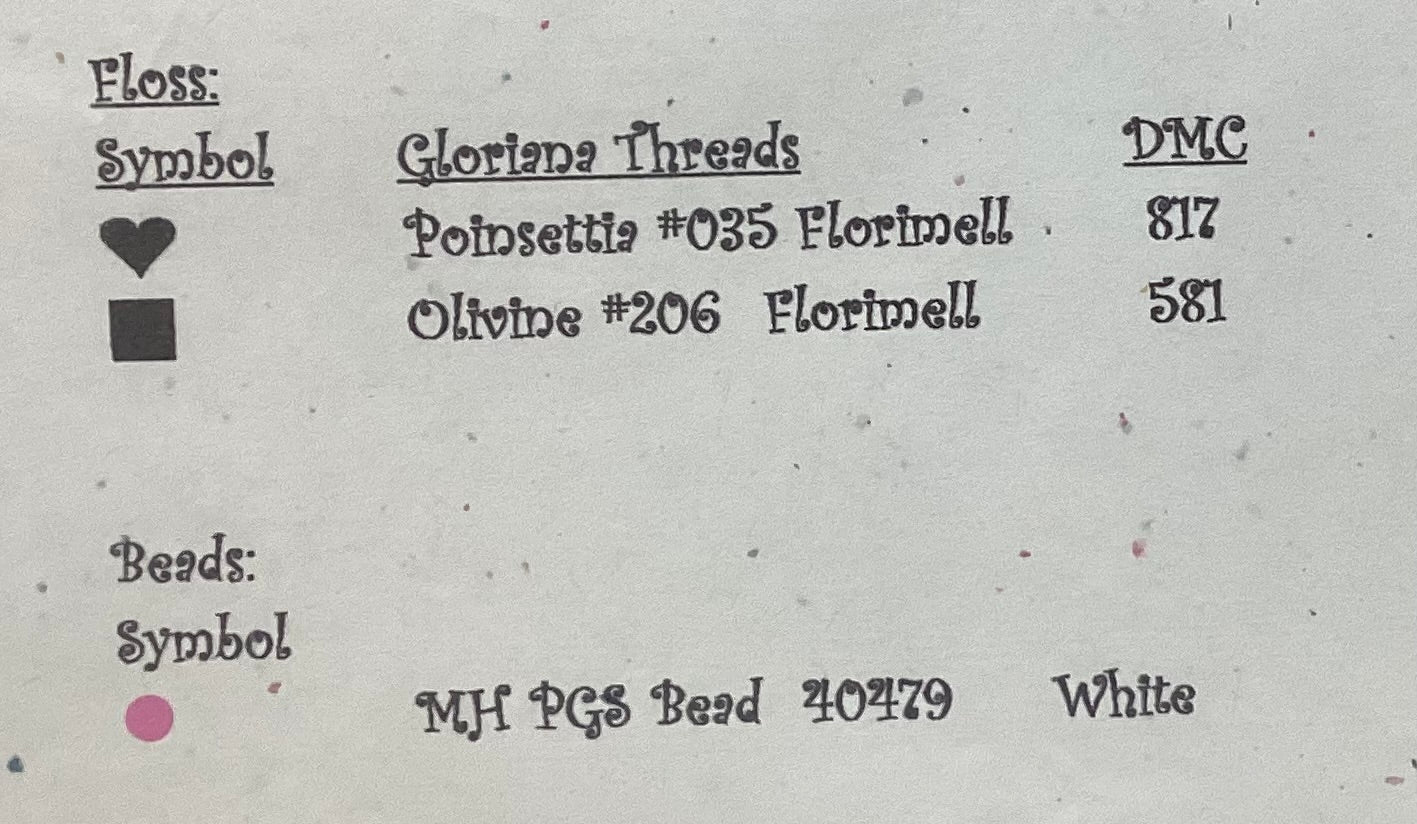 Floss:
Symbol Gloriana Threads DMC
Poinsettia #035 Florimell 817
Olivine #206 Florimell 581
Beads:
Symbol
MH PGS Bead 40479 White